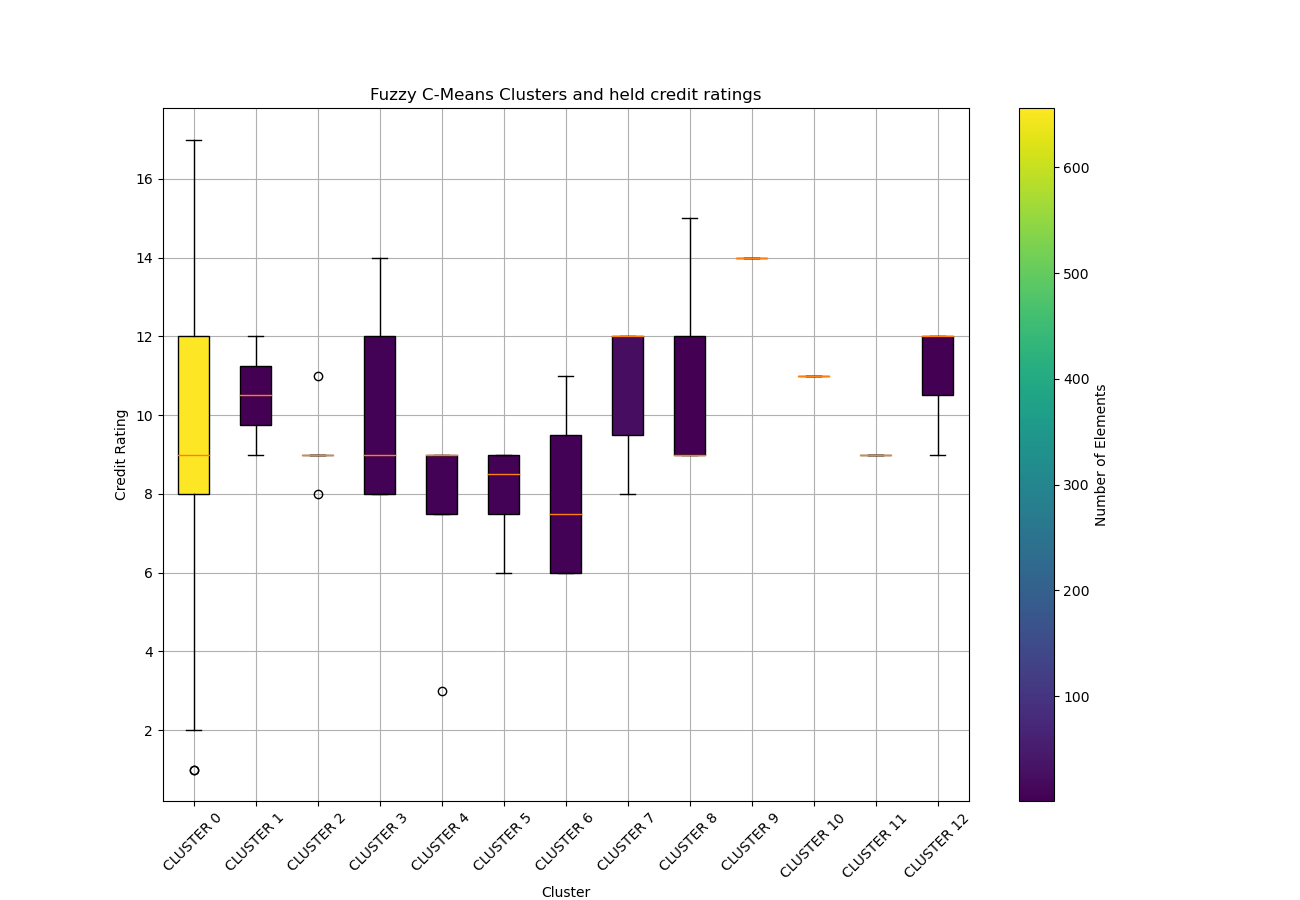 Fuzzy C-Means Clusters and held credit ratings
Credit Rating
16
14
12
10
8
6
4
2
CLUSTER 0
CLUSTER 1
CLUSTER 2
CLUSTER 3
CLUSTER 4
CLUSTER 5
CLUSTER 6
CLUSTER 7
CLUSTER 8
CLUSTER 9
CLUSTER 10
CLUSTER 11
CLUSTER 12
Cluster
600
500
400
300
200
100
Number of Elements